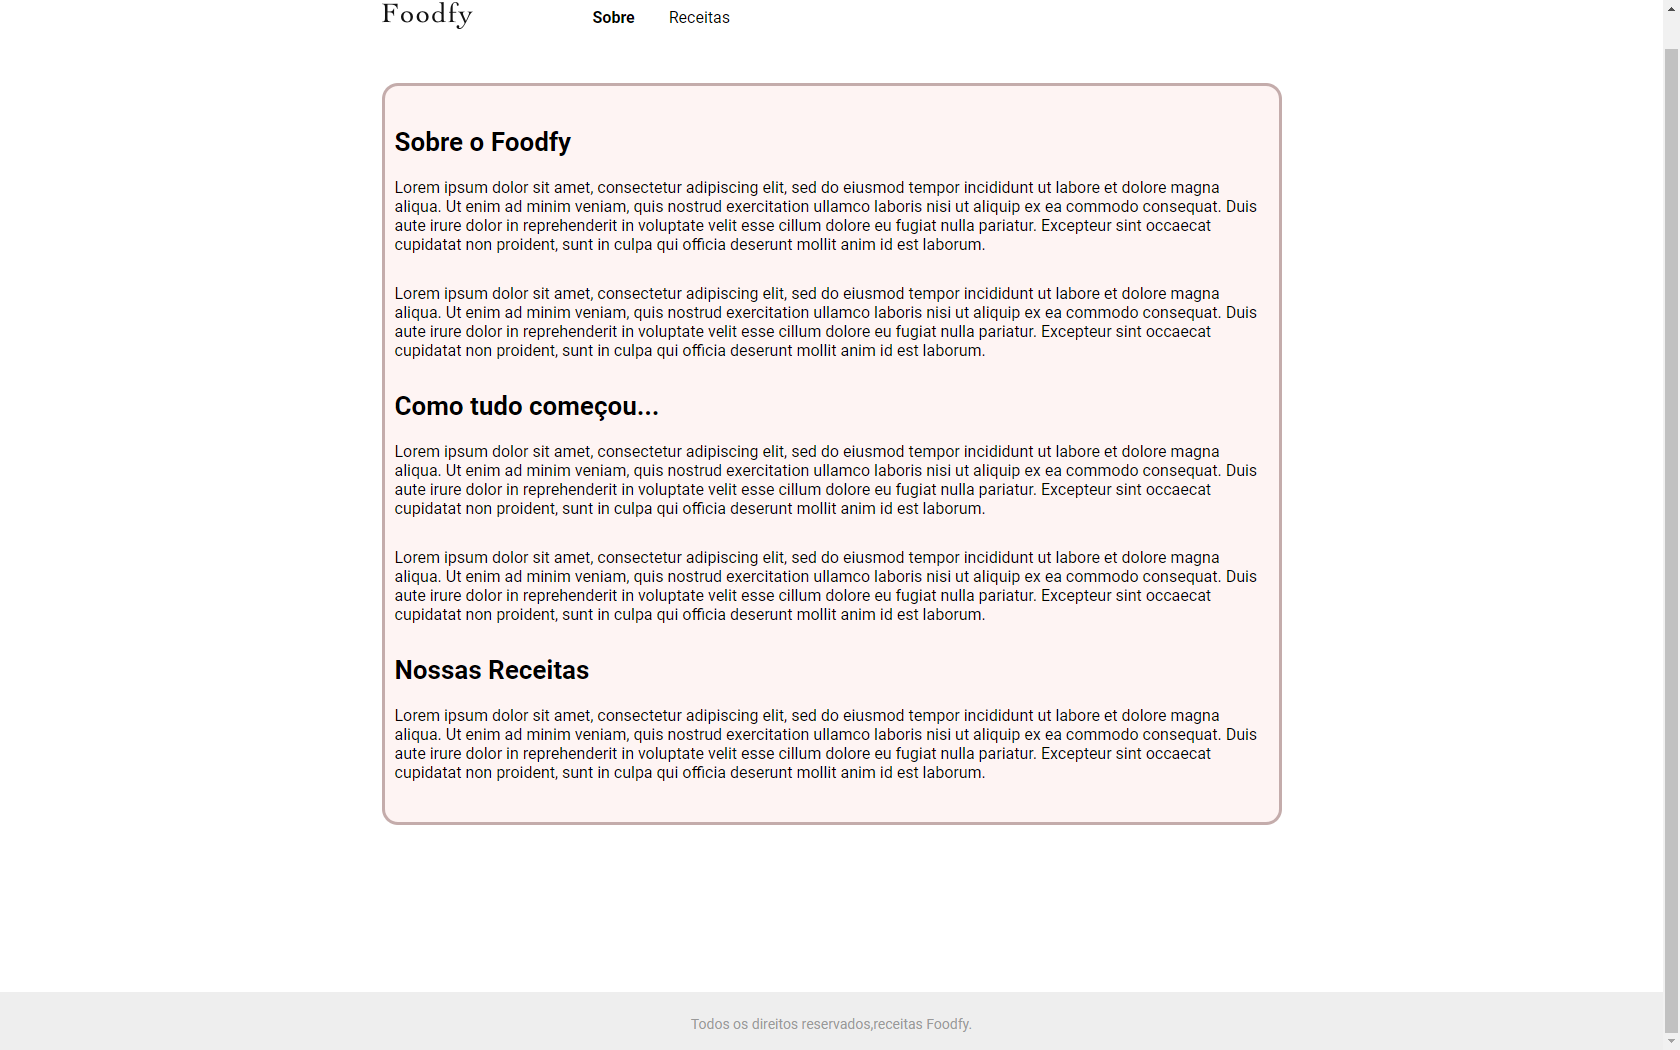 Foodfy
Sobre Receitas
Sobre o Foodfy
Lorem ipsum dolor sit amet, consectetur adipiscing elit, sed do eiusmod tempor incididunt ut labore et dolore magna
aliqua. Ut enim ad minim veniam, quis nostrud exercitation ullamco laboris nisi ut aliquip ex ea commodo consequat. Duis
aute irure dolor in reprehenderit in voluptate velit esse cillum dolore eu fugiat nulla pariatur. Excepteur sint occaecat
cupidatat non proident, sunt in culpa qui officia deserunt mollit anim id est laborum.
Lorem ipsum dolor sit amet, consectetur adipiscing elit, sed do eiusmod tempor incididunt ut labore et dolore magna
aliqua. Ut enim ad minim veniam, quis nostrud exercitation ullamco laboris nisi ut aliquip ex ea commodo consequat. Duis
aute irure dolor in reprehenderit in voluptate velit esse cillum dolore eu fugiat nulla pariatur. Excepteur sint occaecat
cupidatat non proident, sunt in culpa qui officia deserunt mollit anim id est laborum.
Como tudo começou...
Lorem ipsum dolor sit amet, consectetur adipiscing elit, sed do eiusmod tempor incididunt ut labore et dolore magna
aliqua. Ut enim ad minim veniam, quis nostrud exercitation ullamco laboris nisi ut aliquip ex ea commodo consequat. Duis
aute irure dolor in reprehenderit in voluptate velit esse cillum dolore eu fugiat nulla pariatur. Excepteur sint occaecat
cupidatat non proident, sunt in culpa qui officia deserunt mollit anim id est laborum.
Lorem ipsum dolor sit amet, consectetur adipiscing elit, sed do eiusmod tempor incididunt ut labore et dolore magna
aliqua. Ut enim ad minim veniam, quis nostrud exercitation ullamco laboris nisi ut aliquip ex ea commodo consequat. Duis
aute irure dolor in reprehenderit in voluptate velit esse cillum dolore eu fugiat nulla pariatur. Excepteur sint occaecat
cupidatat non proident, sunt in culpa qui officia deserunt mollit anim id est laborum.
Nossas Receitas
Lorem ipsum dolor sit amet, consectetur adipiscing elit, sed do eiusmod tempor incididunt ut labore et dolore magna
aliqua. Ut enim ad minim veniam, quis nostrud exercitation ullamco laboris nisi ut aliquip ex ea commodo consequat. Duis
aute irure dolor in reprehenderit in voluptate velit esse cillum dolore eu fugiat nulla pariatur. Excepteur sint occaecat
cupidatat non proident, sunt in culpa qui officia deserunt mollit anim id est laborum.
Todos os direitos reservados,receitas Foodfy.